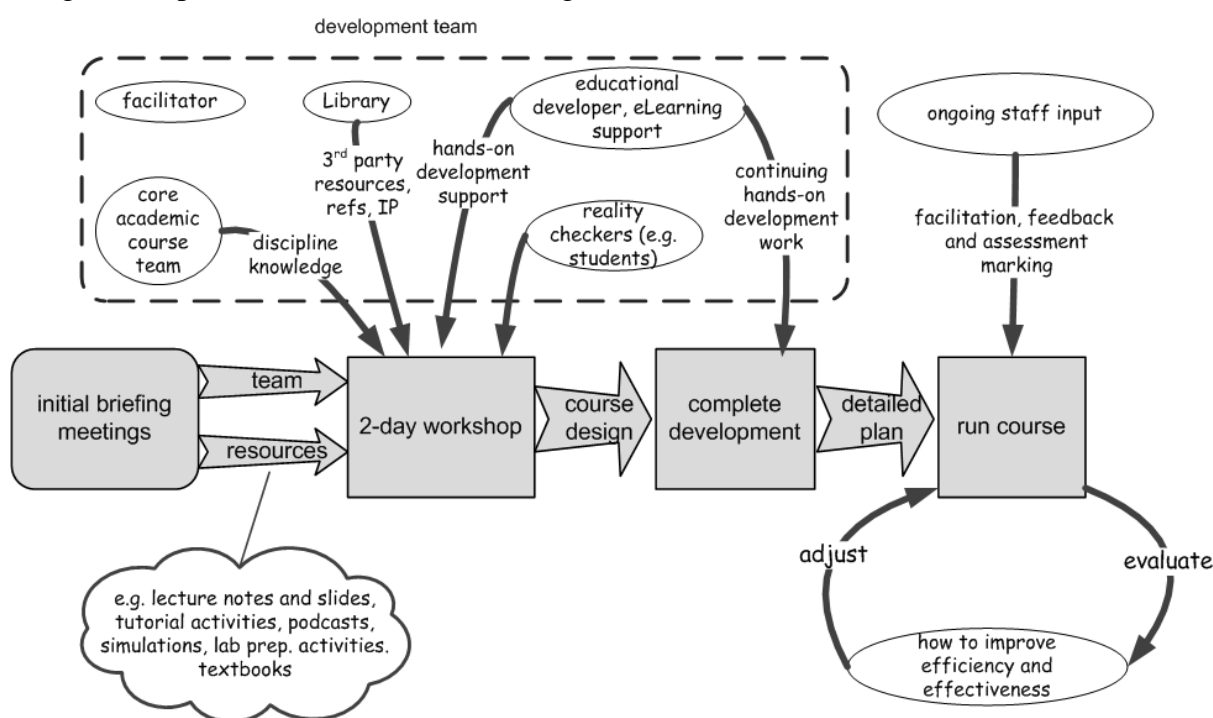 development team
facilitator
Library
educational
developer, eLearning
support
ongoing staff input
3rd party
resources,
refs, IP
hands-on
development
support
continuing
hands-on
development
work
core
academic
course
team
discipline
knowledge
reality
checkers (e.g.
students)
facilitation, feedback
and assessment
marking
initial briefing
meetings
team
resources
2-day workshop
course
design
complete
development
detailed
plan
run course
adjust
evaluate
e.g. lecture notes and slides,
tutorial activities, podcasts,
simulations, lab prep. activities.
textbooks
how to improve
efficiency and
effectiveness